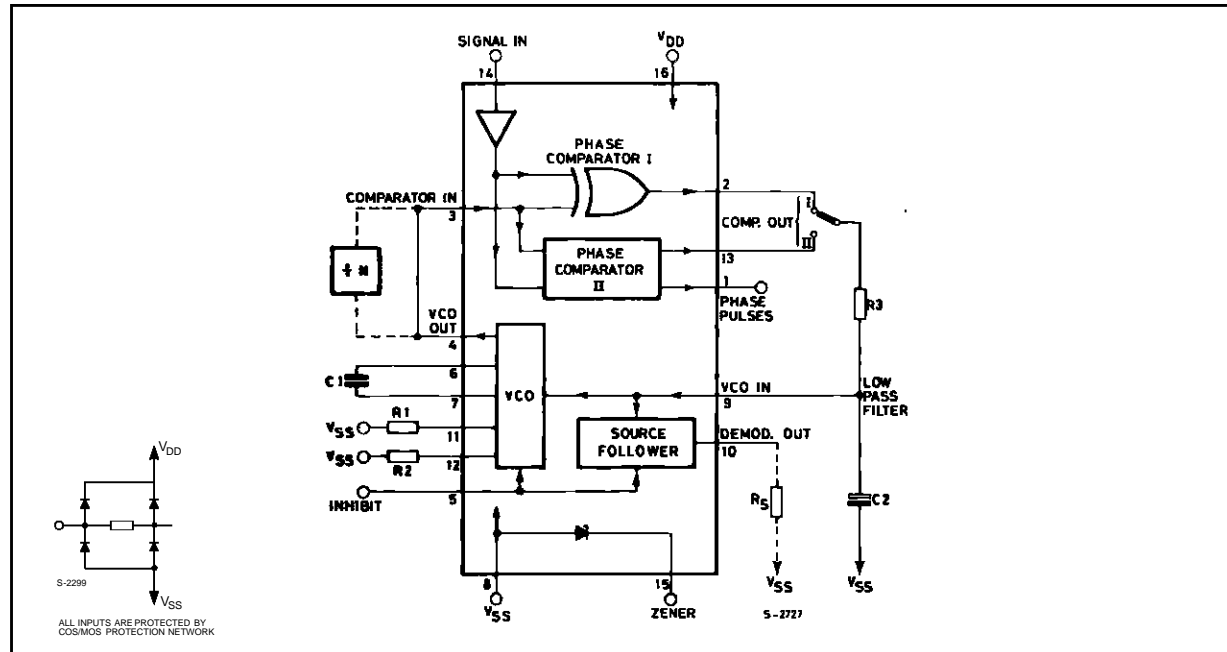 SIGNAL IN
VDD
14
16
PHASE
COMPARATOR I
COMPARATOR IN
3
2
I
COMP. OUT
II
13
PHASE
COMPARATOR
II
1
PHASE
PULSES
÷ N
R3
VCO
OUT
4
6
C1
7
VCO
VCO IN
9
LOW
PASS
FILTER
VSS
R1
11
SOURCE
FOLLOWER
DEMOD. OUT
10
VSS
R2
12
INHIBIT
5
RS
C2
VSS
VSS
8
VSS
15
ZENER
S-2727
VDD
S-2299
VSS
ALL INPUTS ARE PROTECTED BY
COS/MOS PROTECTION NETWORK